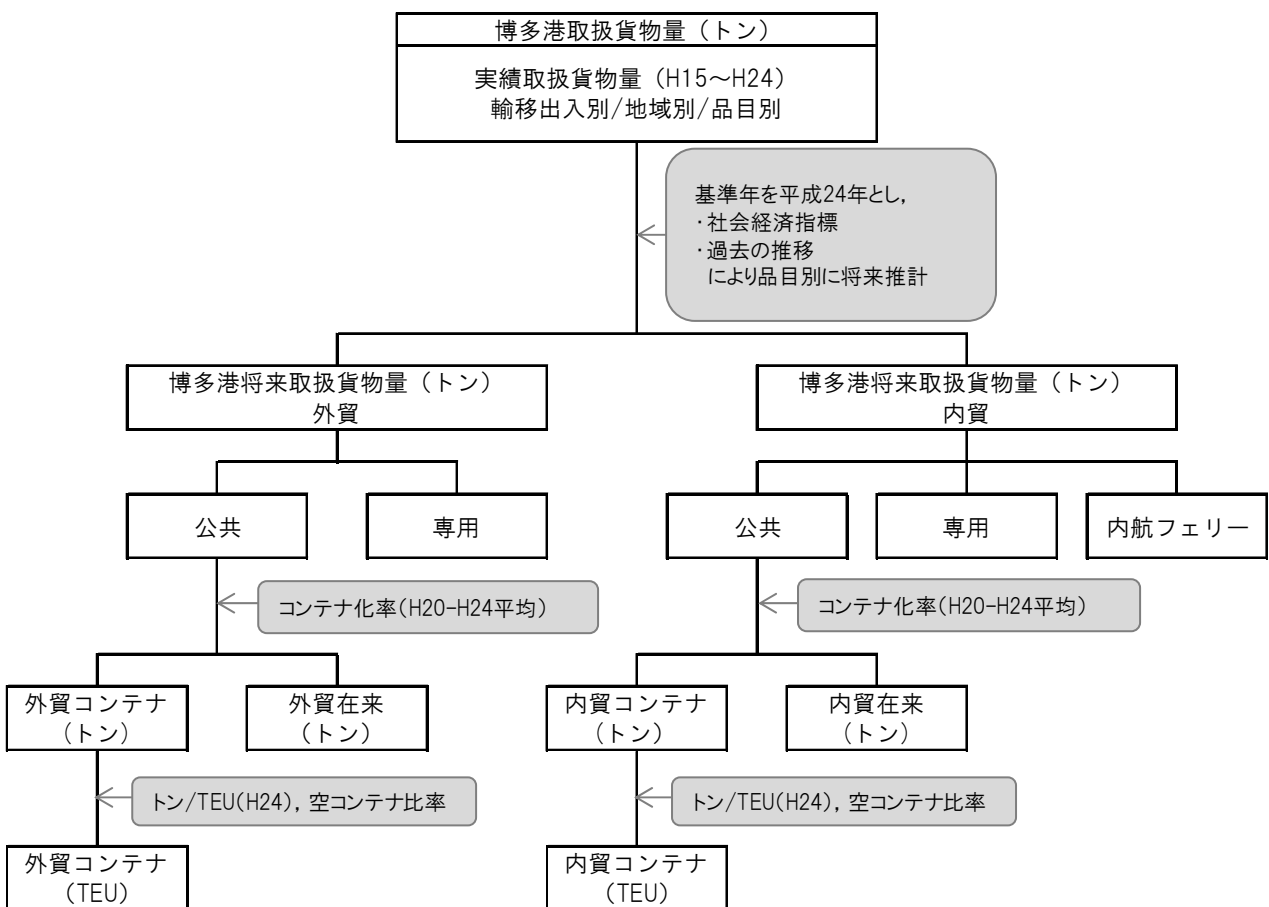 博多港取扱貨物量（トン）
実績取扱貨物量（H15～H24）
輸移出入別/地域別/品目別
基準年を平成24年とし，
・社会経済指標
・過去の推移
により品目別に将来推計
博多港将来取扱貨物量（トン）
外貿
博多港将来取扱貨物量（トン）
内貿
公共
専用
公共
専用
内航フェリー
コンテナ化率(H20-H24平均)
コンテナ化率(H20-H24平均)
外貿コンテナ
（トン）
外貿在来
（トン）
内貿コンテナ
（トン）
内貿在来
（トン）
トン/TEU(H24)，空コンテナ比率
トン/TEU(H24)，空コンテナ比率
外貿コンテナ
（TEU）
内貿コンテナ
（TEU）